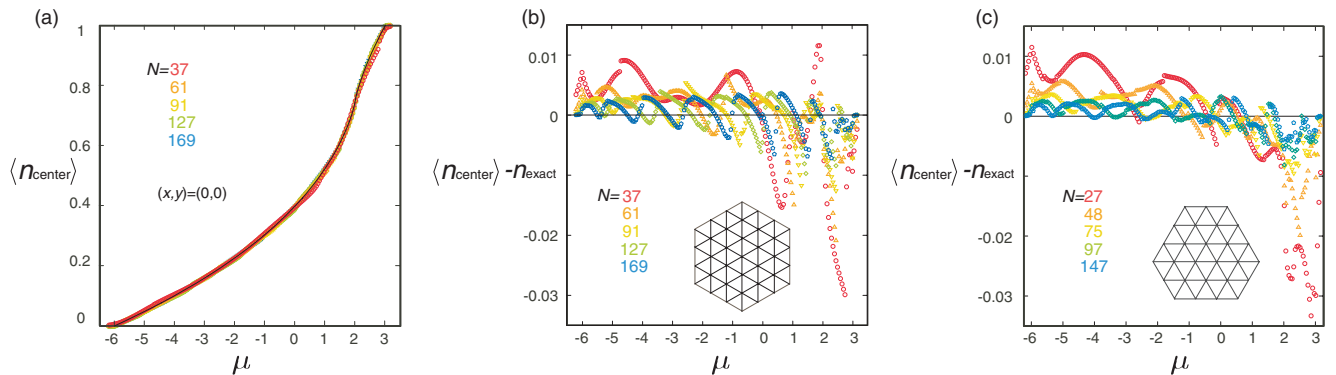 (a)
1
0.8
0.6
0.4
0.2
0
⟨ncenter⟩
N=37
61
91
127
169
(x,y)=(0,0)
-6 -5 -4 -3 -2 -1 0 1 2 3
μ
(b)
0.01
0
-0.01
-0.02
-0.03
⟨ncenter⟩ -nexact
N=37
61
91
127
169
-6 -5 -4 -3 -2 -1 0 1 2 3
μ
(c)
0.01
0
-0.01
-0.02
-0.03
⟨ncenter⟩ -nexact
N=27
48
75
97
147
-6 -5 -4 -3 -2 -1 0 1 2 3
μ